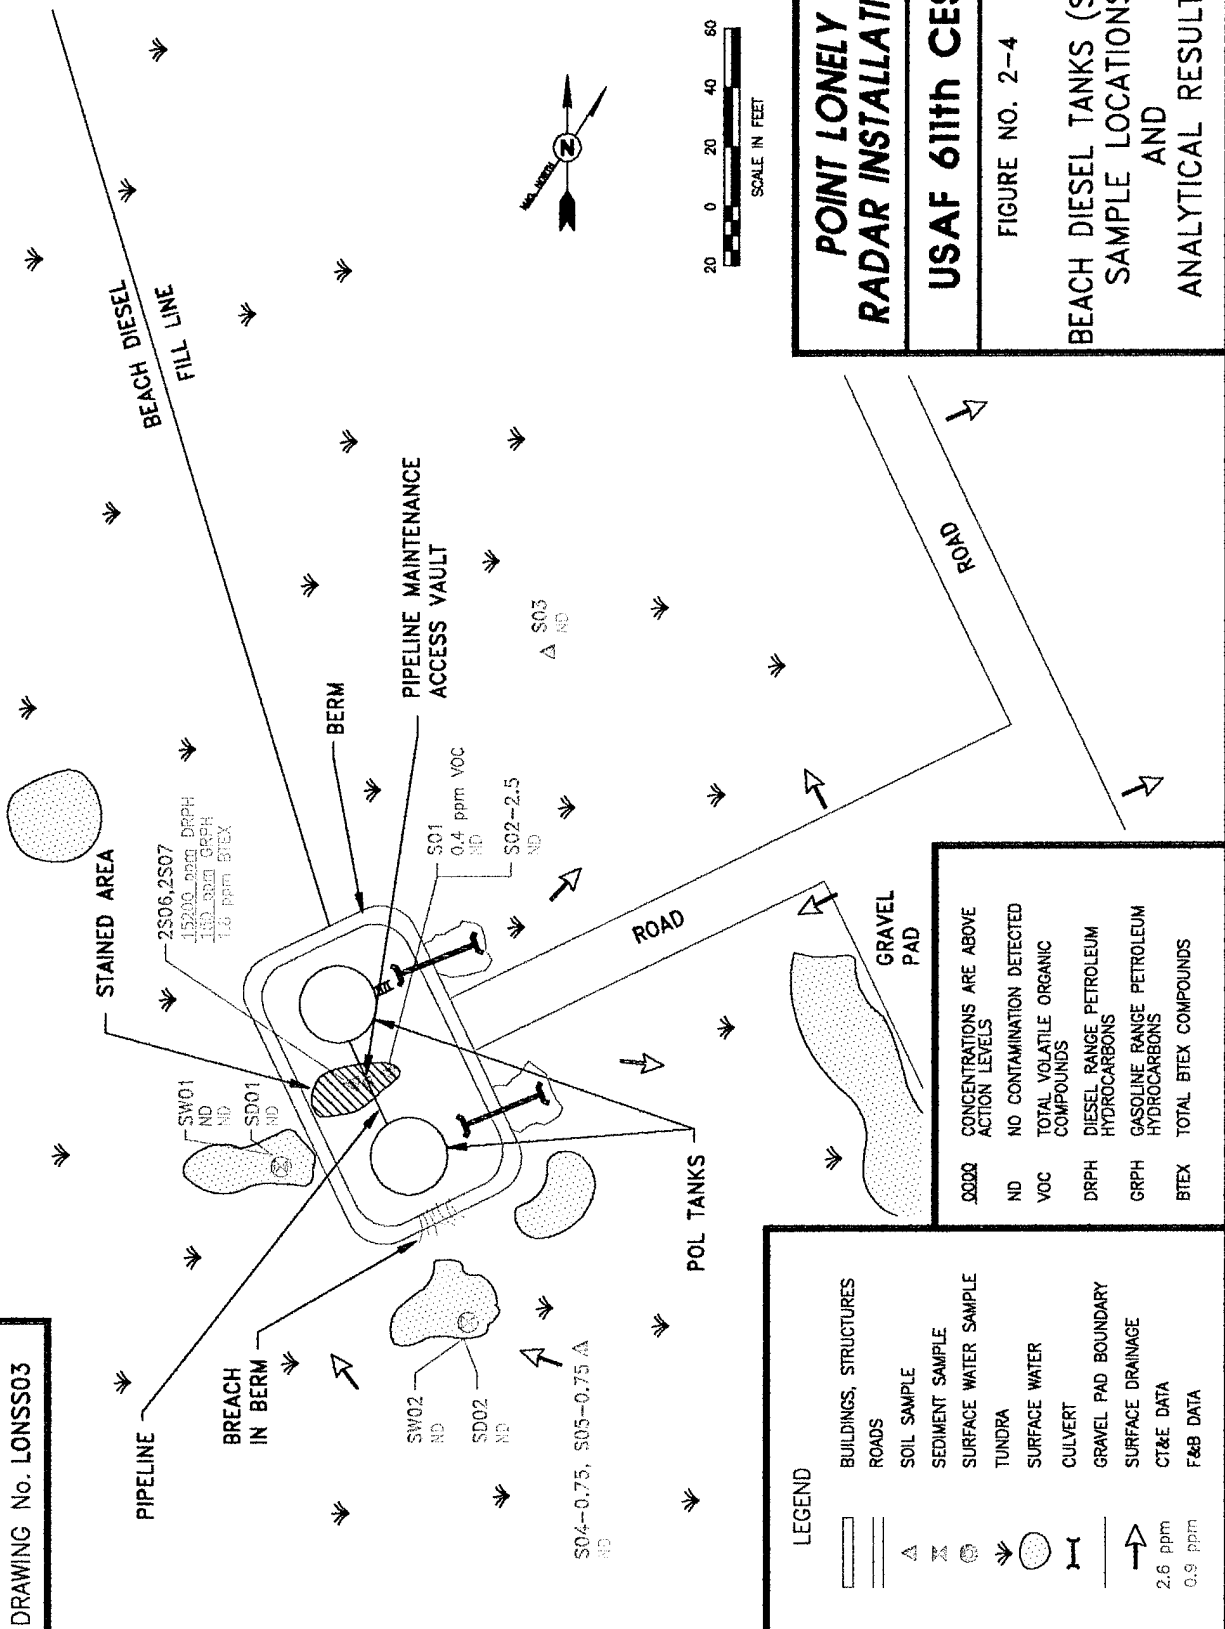 DRAWING No. LONSS03
BEACH DIESEL
FILL LINE
STAINED AREA
2S06,2S07
15200 ppm DRPH
ppm GRPH
ppm BTEX
BERM
PIPELINE MAINTENANCE
ACCESS VAULT
S01
0.4 ppm VOC
ND
S02-2.5
ND
S03
ND
SW01
ND
ND
SD01
ND
PIPELINE
BREACH
IN BERM
SW02
ND
SD02
ND
S04-0.75, S05-0.75
ND
POL TANKS
ROAD
ROAD
GRAVEL
PAD
MAG. NORTH
N
20 0 20 40 60
SCALE IN FEET
LEGEND
BUILDINGS, STRUCTURES
ROADS
SOIL SAMPLE
SEDIMENT SAMPLE
SURFACE WATER SAMPLE
TUNDRA
SURFACE WATER
CULVERT
GRAVEL PAD BOUNDARY
SURFACE DRAINAGE
2.6 ppm CT&E DATA
0.9 ppm F&B DATA
0000 CONCENTRATIONS ARE ABOVE
ACTION LEVELS
ND NO CONTAMINATION DETECTED
VOC TOTAL VOLATILE ORGANIC
COMPOUNDS
DRPH DIESEL RANGE PETROLEUM
HYDROCARBONS
GRPH GASOLINE RANGE PETROLEUM
HYDROCARBONS
BTEX TOTAL BTEX COMPOUNDS
POINT LONELY
RADAR INSTALLATI
USAF 611th CES
FIGURE NO. 2-4
BEACH DIESEL TANKS (S
SAMPLE LOCATIONS
AND
ANALYTICAL RESULT